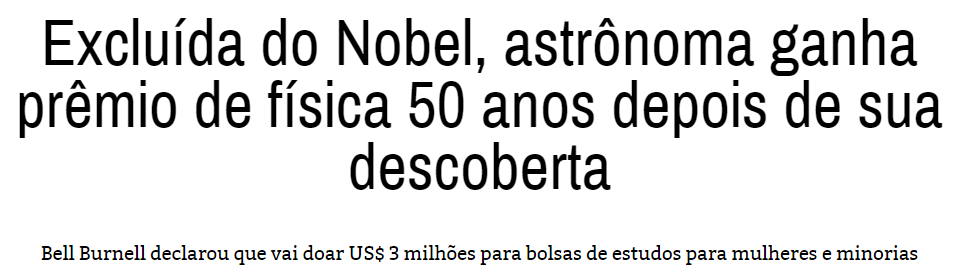 Excluída do Nobel, astrônoma ganha
prêmio de física 50 anos depois de sua
descoberta
Bell Burnell declarou que vai doar US$ 3 milhões para bolsas de estudos para mulheres e minorias